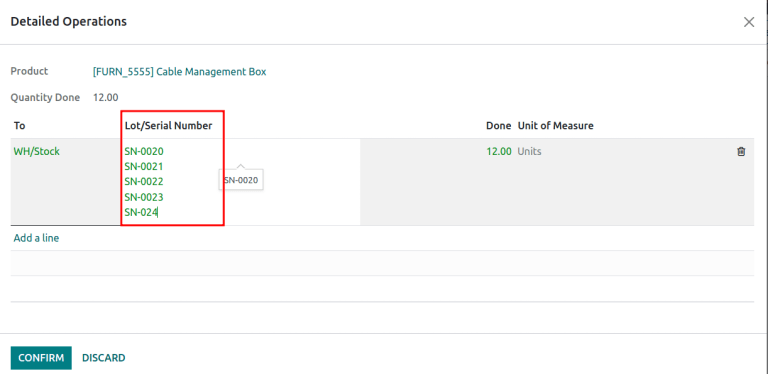 Detailed Operations
Product [FURN_5555] Cable Management Box
Quantity Done 12.00
To Lot/Serial Number Done Unit of Measure
WH/Stock SN-0020 12.00 Units
SN-0021
SN-0022
SN-0020
SN-0023
SN-024
Add a line
CONFIRM DISCARD